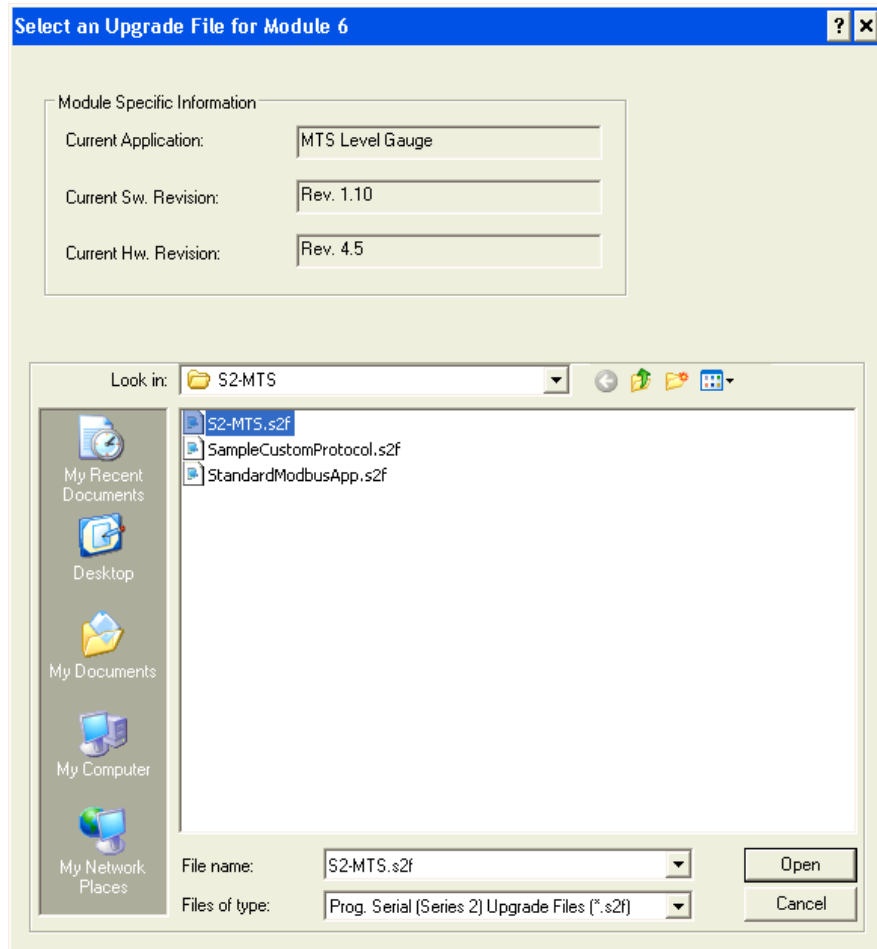 Select an Upgrade File for Module 6
Module Specific Information
Current Application: MTS Level Gauge
Current Sw. Revision: Rev. 1.10
Current Hw. Revision: Rev. 4.5
Look in: S2-MTS
S2-MTS.s2f
SampleCustomProtocol.s2f
StandardModbusApp.s2f
My Recent
Documents
Desktop
My Documents
My Computer
My Network
Places
File name: S2-MTS.s2f Open
Files of type: Prog. Serial (Series 2) Upgrade Files (*.s2f) Cancel